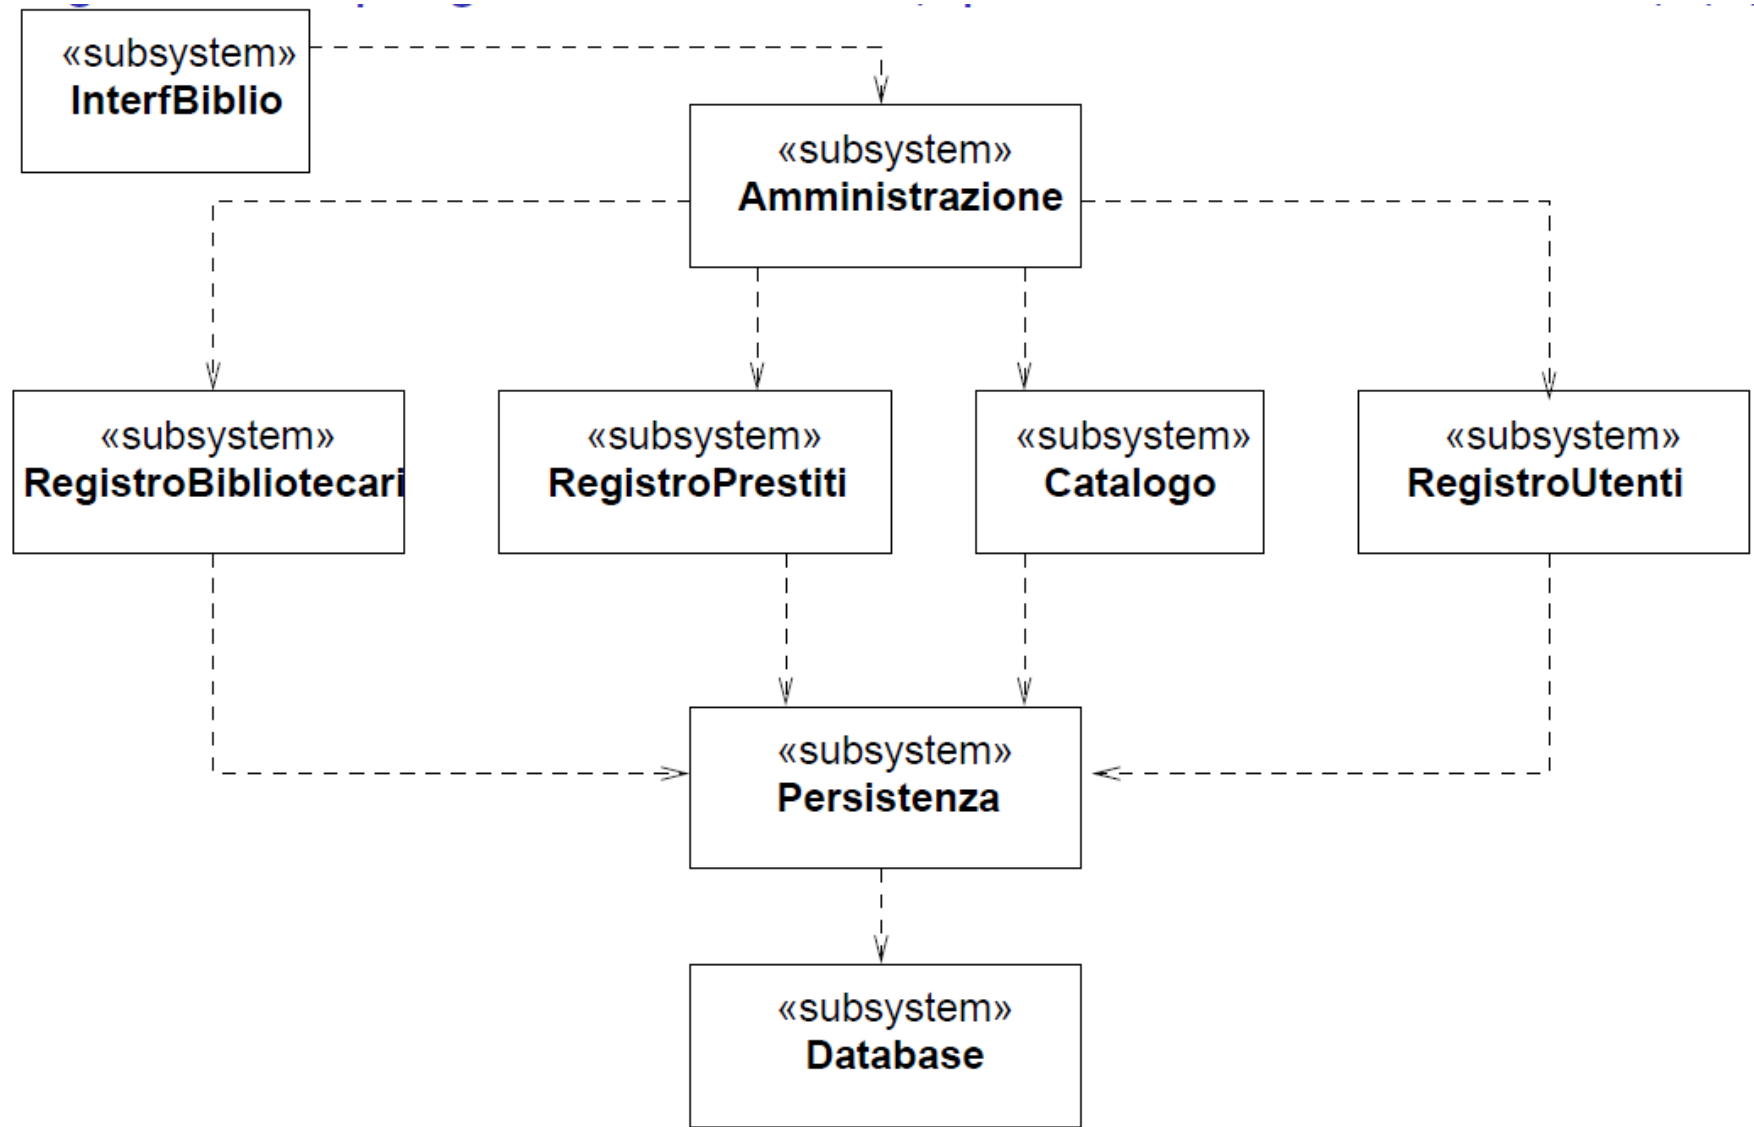 «subsystem»
InterfBiblio
«subsystem»
Amministrazione
«subsystem»
RegistroBibliotecari
«subsystem»
RegistroPrestiti
«subsystem»
Catalogo
«subsystem»
RegistroUtenti
«subsystem»
Persistenza
«subsystem»
Database